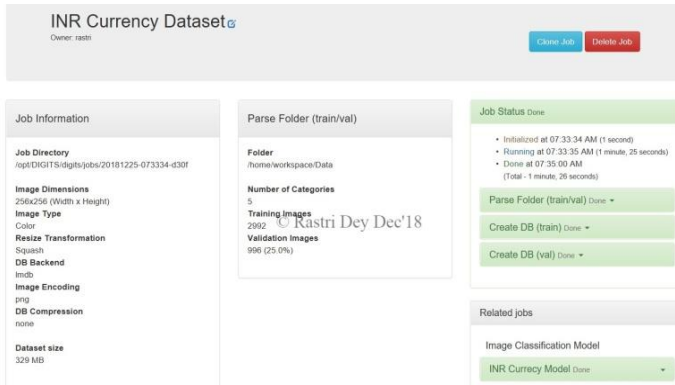 INR Currency Dataset
Owner: rastri
Clone Job
Delete Job
Job Information
Job Directory
/opt/DIGITS/digits/jobs/20181225-073334-d30f
Image Dimensions
256x256 (Width x Height)
Image Type
Color
Resize Transformation
Squash
DB Backend
lmdb
Image Encoding
png
DB Compression
none
Dataset size
329 MB
Parse Folder (train/val)
Folder
/home/workspace/Data
Number of Categories
5
Training Images
2992
© Rastri Dey Dec'18
Validation Images
996 (25.0%)
Job Status Done
• Initialized at 07:33:34 AM (1 second)
• Running at 07:33:35 AM (1 minute, 25 seconds)
• Done at 07:35:00 AM
(Total - 1 minute, 26 seconds)
Parse Folder (train/val) Done
Create DB (train) Done
Create DB (val) Done
Related jobs
Image Classification Model
INR Currecy Model Done